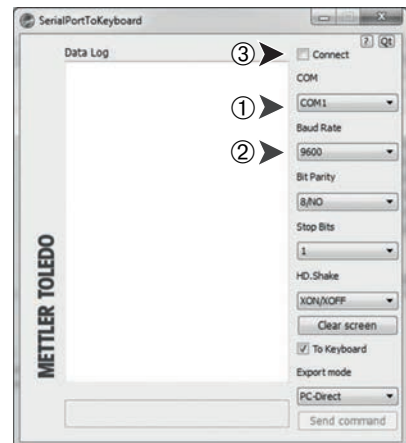 SerialPortToKeyboard
? Qt
Data Log
③ Connect
COM
① COM1
Baud Rate
② 9600
Bit Parity
8/NO
Stop Bits
1
HD.Shake
XON/XOFF
Clear screen
To Keyboard
Export mode
PC-Direct
Send command
METTLER TOLEDO